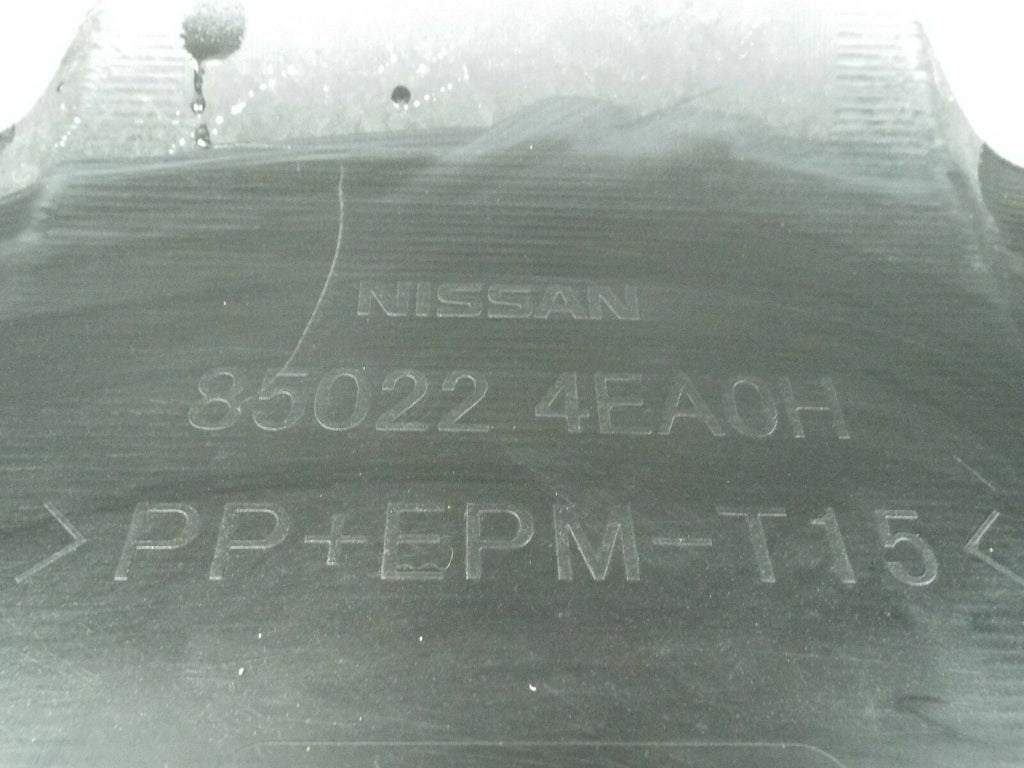 NISSAN
85022 4EA0H
>PP+EPM-T15<